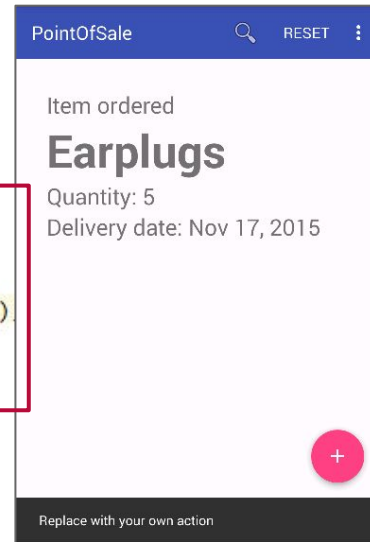 PointOfSale RESET
Item ordered
Earplugs
Quantity: 5
Delivery date: Nov 17, 2015
).
+
Replace with your own action